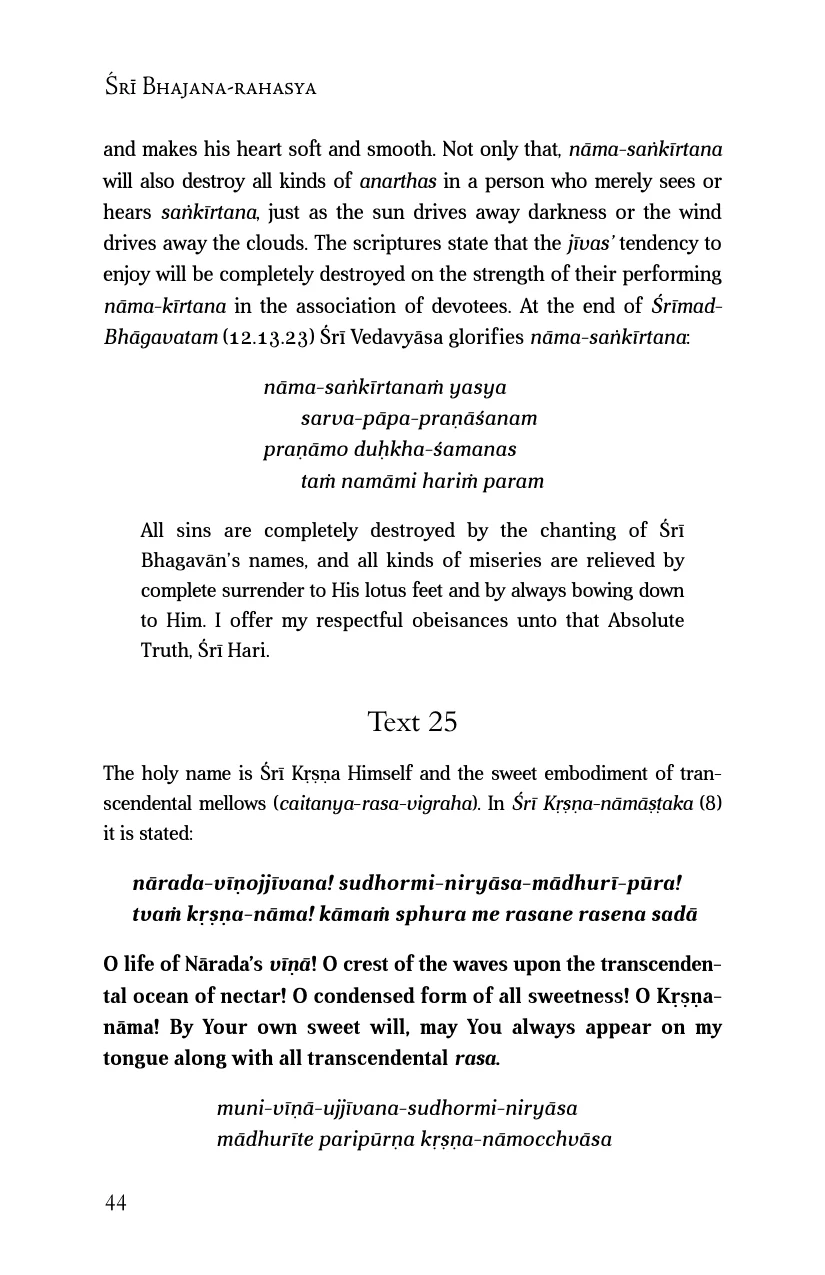 Śrī Bhajana-rahasya
and makes his heart soft and smooth. Not only that, nāma-saṅkīrtana
will also destroy all kinds of anarthas in a person who merely sees or
hears saṅkīrtana, just as the sun drives away darkness or the wind
drives away the clouds. The scriptures state that the jīvas’ tendency to
enjoy will be completely destroyed on the strength of their performing
nāma-kīrtana in the association of devotees. At the end of Śrīmad-
Bhāgavatam (12.13.23) Śrī Vedavyāsa glorifies nāma-saṅkīrtana:
nāma-saṅkīrtanaṁ yasya
sarva-pāpa-praṇāśanam
praṇāmo duḥkha-śamanas
taṁ namāmi hariṁ param
All sins are completely destroyed by the chanting of Śrī
Bhagavān’s names, and all kinds of miseries are relieved by
complete surrender to His lotus feet and by always bowing down
to Him. I offer my respectful obeisances unto that Absolute
Truth, Śrī Hari.
Text 25
The holy name is Śrī Kṛṣṇa Himself and the sweet embodiment of tran-
scendental mellows (caitanya-rasa-vigraha). In Śrī Kṛṣṇa-nāmāṣṭaka (8)
it is stated:
nārada-vīṇojjīvana! sudhormi-niryāsa-mādhurī-pūra!
tvaṁ kṛṣṇa-nāma! kāmaṁ sphura me rasane rasena sadā
O life of Nārada’s vīṇā! O crest of the waves upon the transcenden-
tal ocean of nectar! O condensed form of all sweetness! O Kṛṣṇa-
nāma! By Your own sweet will, may You always appear on my
tongue along with all transcendental rasa.
muni-vīṇā-ujjīvana-sudhormi-niryāsa
mādhurīte paripūrṇa kṛṣṇa-nāmocchvāsa
44